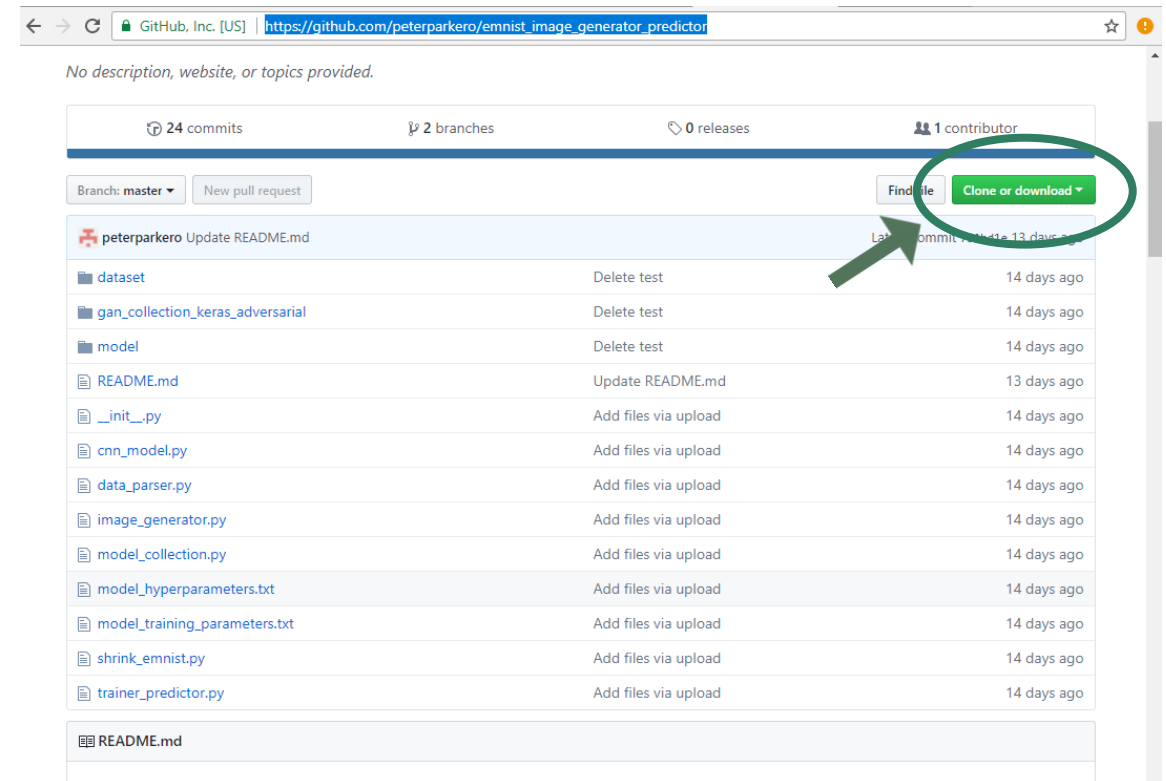 GitHub, Inc. [US] | https://github.com/peterparkero/emnist_image_generator_predictor
No description, website, or topics provided.
24 commits 2 branches 0 releases 1 contributor
Branch: master New pull request Find file Clone or download
peterparkero Update README.md Latest commit 13 days ago
dataset Delete test 14 days ago
gan_collection_keras_adversarial Delete test 14 days ago
model Delete test 14 days ago
README.md Update README.md 13 days ago
__init__.py Add files via upload 14 days ago
cnn_model.py Add files via upload 14 days ago
data_parser.py Add files via upload 14 days ago
image_generator.py Add files via upload 14 days ago
model_collection.py Add files via upload 14 days ago
model_hyperparameters.txt Add files via upload 14 days ago
model_training_parameters.txt Add files via upload 14 days ago
shrink_emnist.py Add files via upload 14 days ago
trainer_predictor.py Add files via upload 14 days ago
README.md